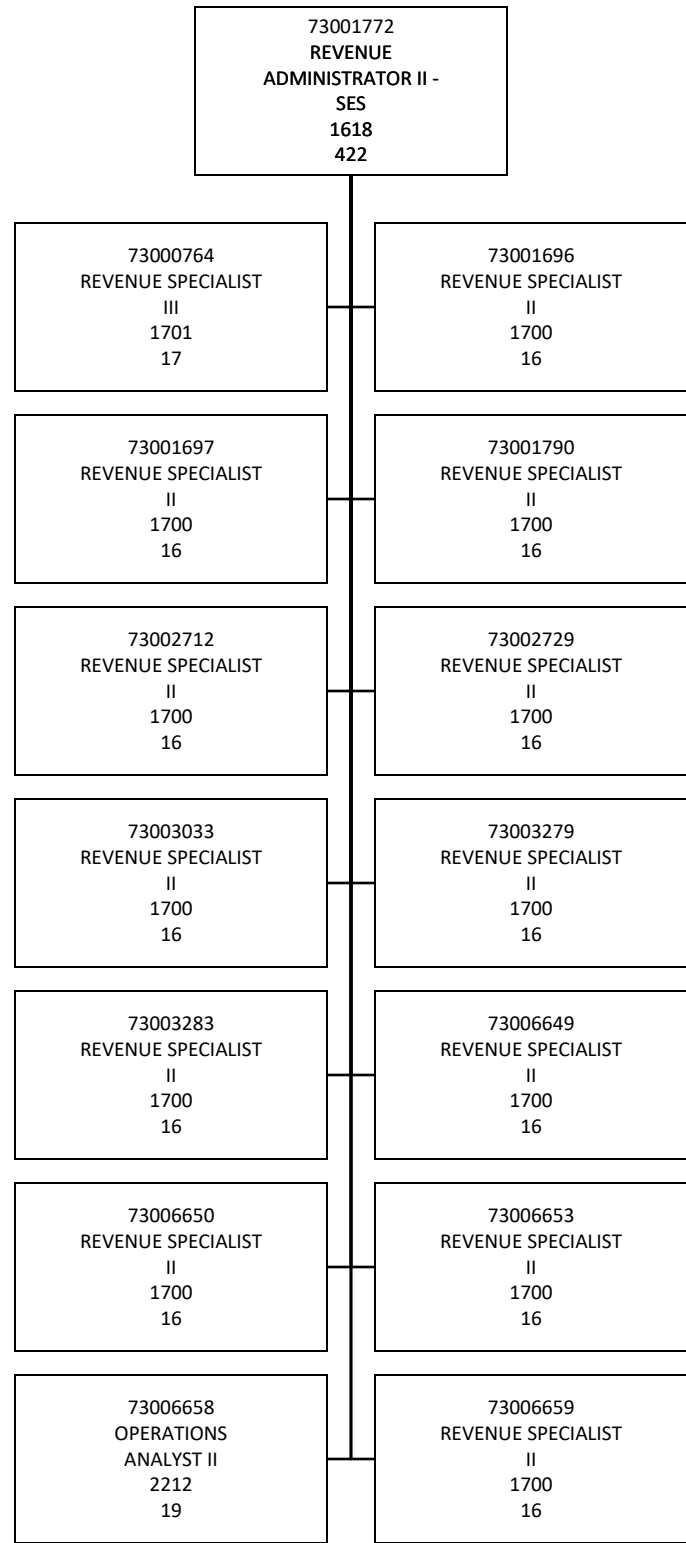 73001772
REVENUE
ADMINISTRATOR II -
SES
1618
422
73000764
REVENUE SPECIALIST
III
1701
17
73001696
REVENUE SPECIALIST
II
1700
16
73001697
REVENUE SPECIALIST
II
1700
16
73001790
REVENUE SPECIALIST
II
1700
16
73002712
REVENUE SPECIALIST
II
1700
16
73002729
REVENUE SPECIALIST
II
1700
16
73003033
REVENUE SPECIALIST
II
1700
16
73003279
REVENUE SPECIALIST
II
1700
16
73003283
REVENUE SPECIALIST
II
1700
16
73006649
REVENUE SPECIALIST
II
1700
16
73006650
REVENUE SPECIALIST
II
1700
16
73006653
REVENUE SPECIALIST
II
1700
16
73006658
OPERATIONS
ANALYST II
2212
19
73006659
REVENUE SPECIALIST
II
1700
16